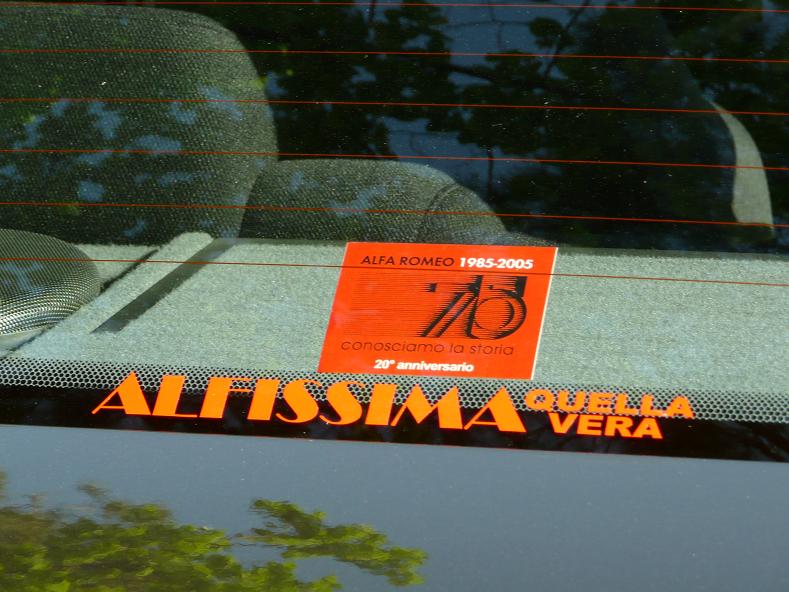 ALFA ROMEO 1985-2005
75
conosciamo la storia
20° anniversario
ALFISSIMA QUELLA
VERA